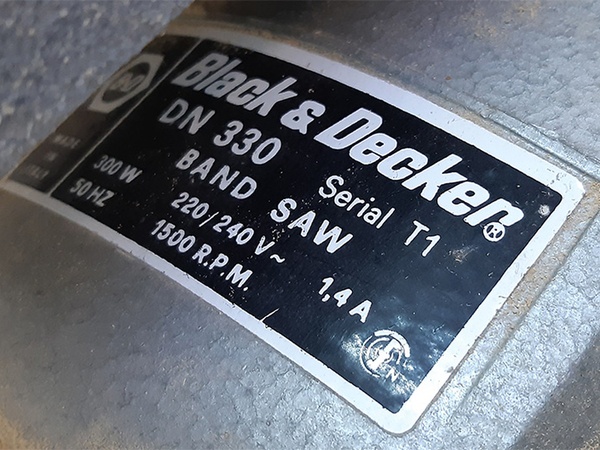 Black & Decker®
DN 330 Serial T1
BAND SAW
220/240 V~ 1,4 A
1500 R.P.M.
300 W
50 HZ
MADE
IN
ITALY
N